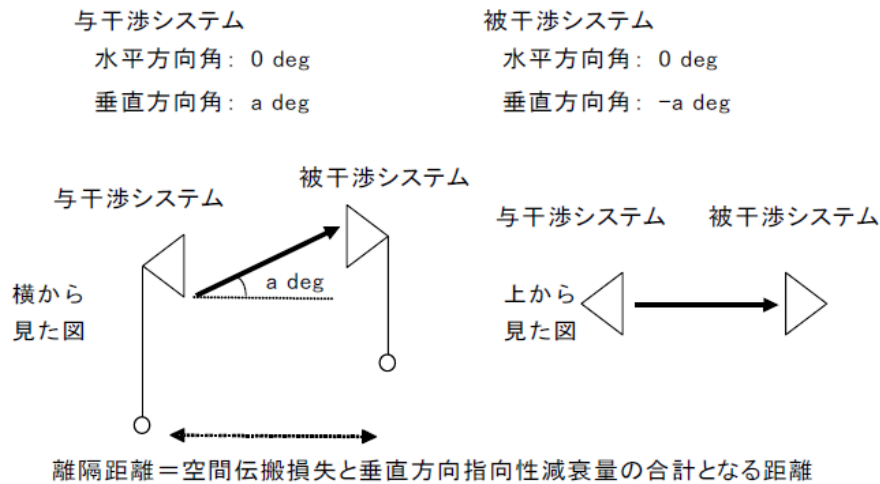 与干渉システム
水平方向角: 0 deg
垂直方向角: a deg
被干渉システム
水平方向角: 0 deg
垂直方向角: -a deg
与干渉システム
被干渉システム
a deg
横から
見た図
与干渉システム
被干渉システム
上から
見た図
離隔距離=空間伝搬損失と垂直方向指向性減衰量の合計となる距離